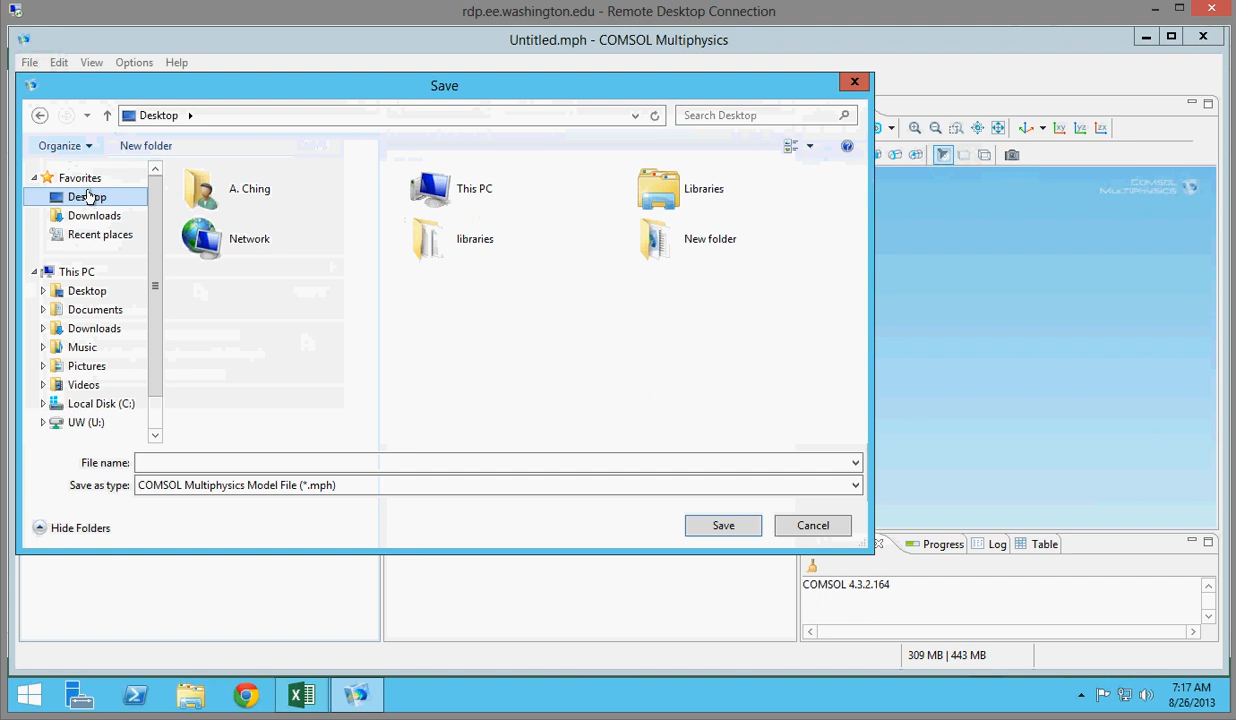 rdp.ee.washington.edu - Remote Desktop Connection
Untitled.mph - COMSOL Multiphysics
File Edit View Options Help
Save
Desktop
Search Desktop
Organize
New folder
Favorites
Desktop
Downloads
Recent places
This PC
Desktop
Documents
Downloads
Music
Pictures
Videos
Local Disk (C:)
UW (U:)
A. Ching
This PC
Libraries
Network
libraries
New folder
File name:
Save as type: COMSOL Multiphysics Model File (*.mph)
Hide Folders
Save
Cancel
COMSOL
MULTIPHYSICS
Progress Log Table
COMSOL 4.3.2.164
309 MB | 443 MB
7:17 AM
8/26/2013